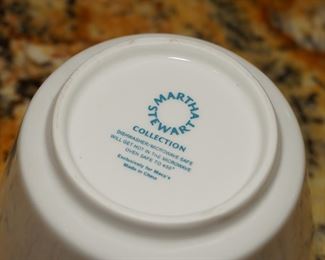 MARTHA
STEWART
COLLECTION
DISHWASHER/MICROWAVE SAFE
WILL GET HOT IN THE MICROWAVE
OVEN SAFE TO 450°
Exclusively for Macy's
Made in China